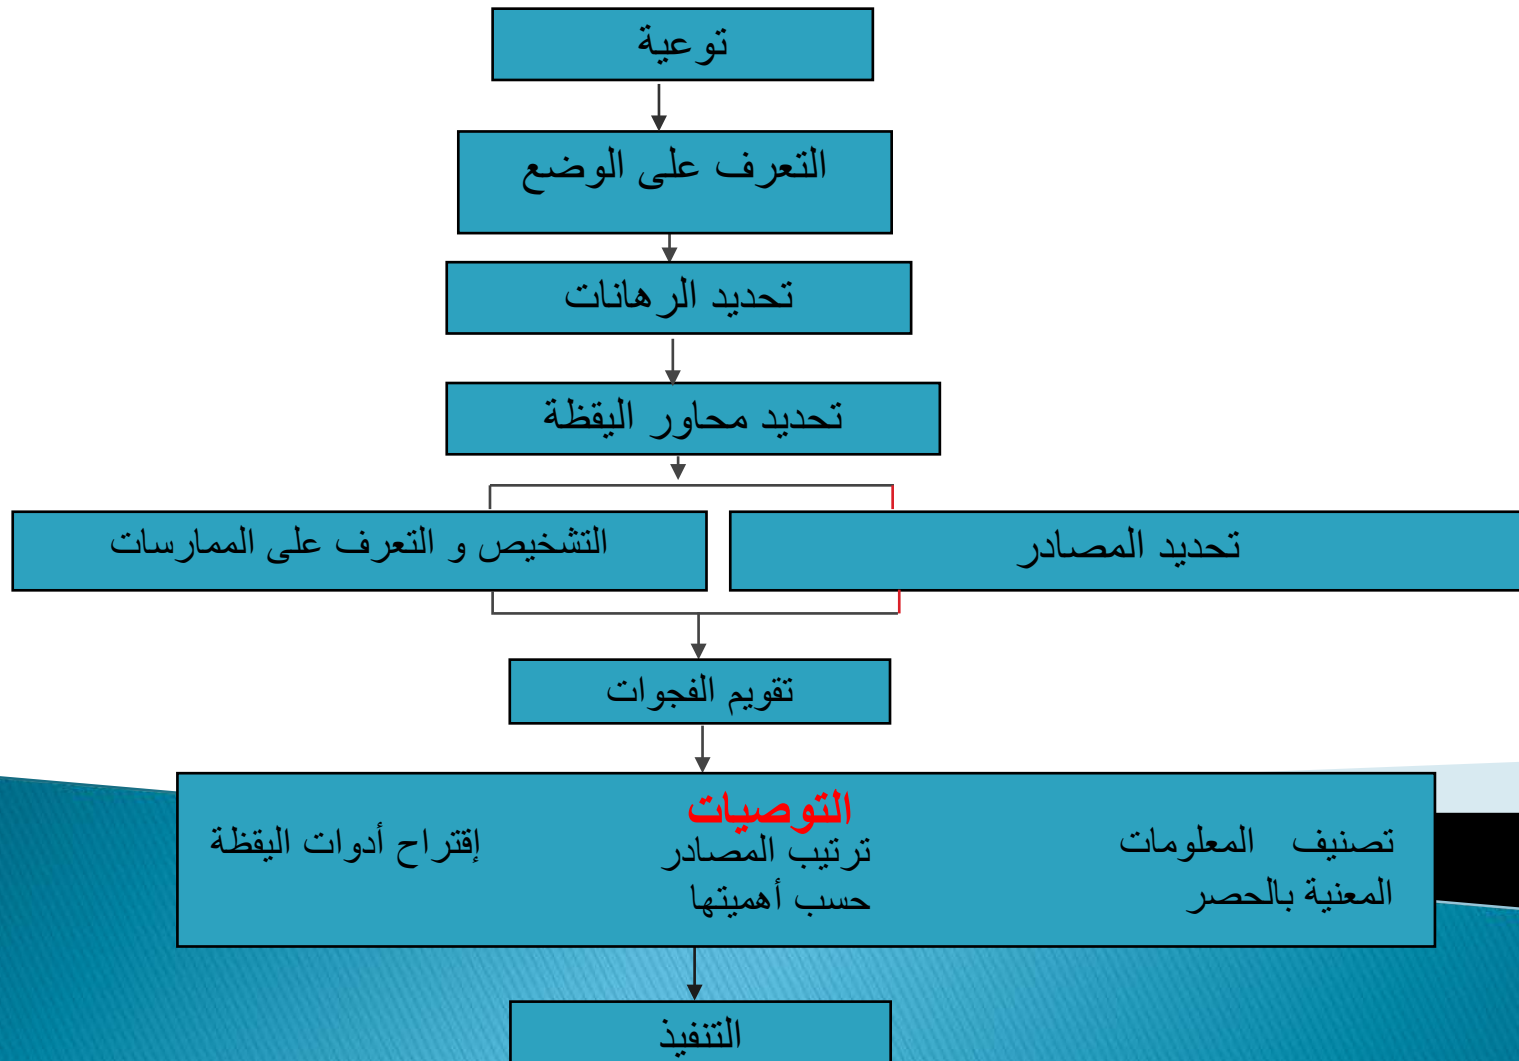 توعية
التعرف على الوضع
تحديد الرهانات
تحديد محاور اليقظة
تحديد المصادر
التشخيص و التعرف على الممارسات
تقويم الفجوات
التوصيات
تصنيف المعلومات
المعنية بالحصر
ترتيب المصادر
حسب أهميتها
إقتراح أدوات اليقظة
التنفيذ